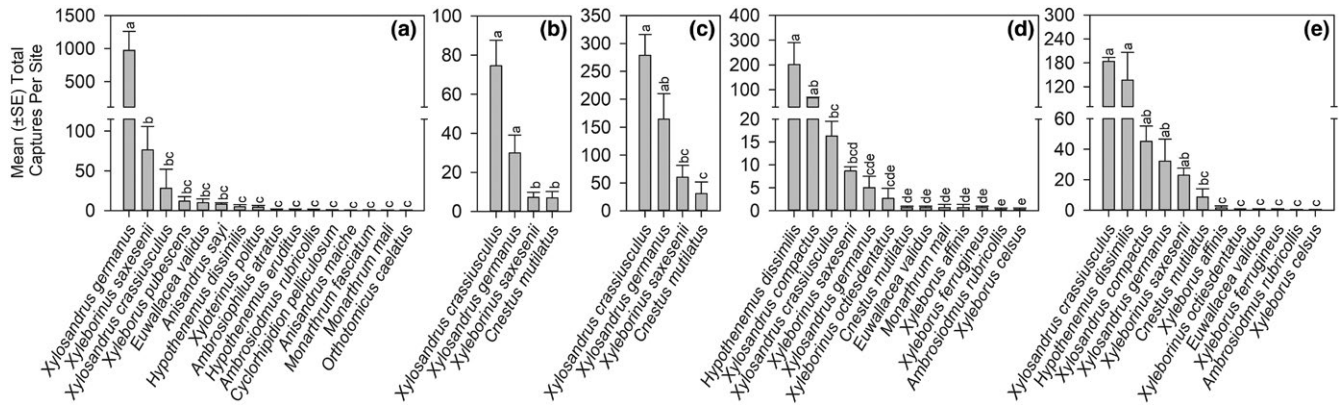 Mean (±SE) Total
Captures Per Site
(a)
1500
1000
500
100
50
0
a
b
bc
bc
bc
bc
c
c
c
c
c
c
c
c
c
c
Xylosandrus germanus
Xyleborinus saxesenii
Xylosandrus crassiusculus
Xyleborus pubescens
Euwallacea validus
Anisandrus sayi
Hypothenemus dissimilis
Xyloterinus politus
Ambrosiophilus atratus
Hypothenemus eruditus
Ambrosiodmus rubricollis
Cyclorhipidion pelliculosum
Anisandrus maiche
Monarthrum fasciatum
Monarthrum mali
Orthotomicus caelatus
(b)
100
80
60
40
20
0
a
a
b
b
Xylosandrus crassiusculus
Xylosandrus germanus
Xyleborinus saxesenii
Cnestus mutilatus
(c)
350
300
250
200
150
100
50
0
a
ab
bc
c
Xylosandrus crassiusculus
Xylosandrus germanus
Xyleborinus saxesenii
Cnestus mutilatus
(d)
400
300
200
100
20
15
10
5
0
a
ab
bc
bcd
cde
cde
de
de
de
de
de
e
e
Hypothenemus dissimilis
Xylosandrus compactus
Xylosandrus crassiusculus
Xyleborinus saxesenii
Xylosandrus germanus
Xyleborinus octiesdentatus
Cnestus mutilatus
Euwallacea validus
Monarthrum mali
Xyleborus affinis
Xyleborus ferrugineus
Ambrosiodmus rubricollis
Xyleborus celsus
(e)
300
240
180
120
60
40
20
0
a
a
ab
ab
ab
bc
c
c
c
c
c
c
Xylosandrus crassiusculus
Hypothenemus dissimilis
Xylosandrus compactus
Xylosandrus germanus
Xyleborinus saxesenii
Cnestus mutilatus
Xyleborus affinis
Xyleborinus octiesdentatus
Euwallacea validus
Xyleborus ferrugineus
Ambrosiodmus rubricollis
Xyleborus celsus